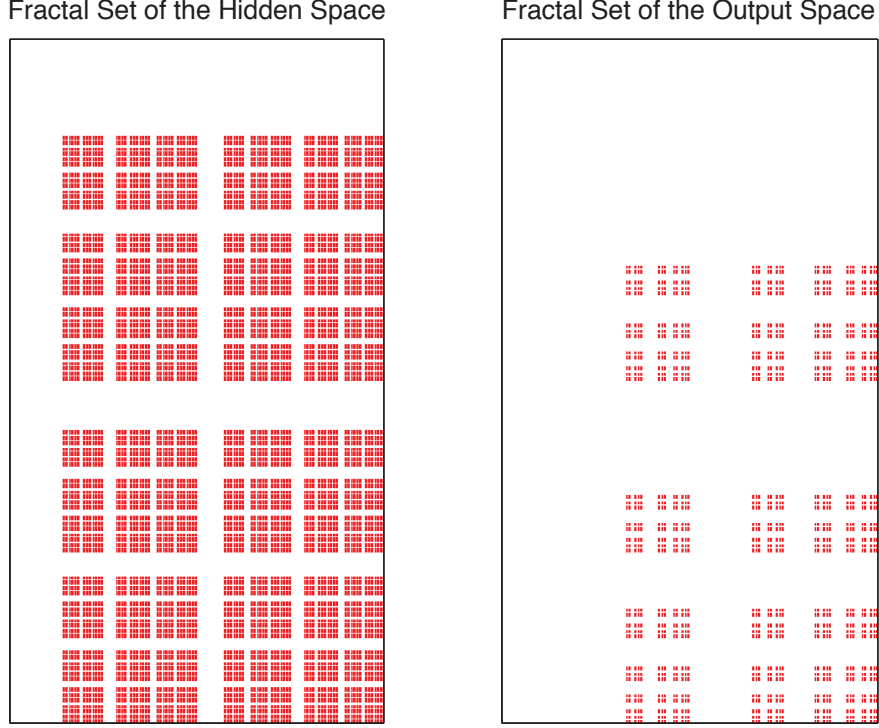 Fractal Set of the Hidden Space
Fractal Set of the Output Space